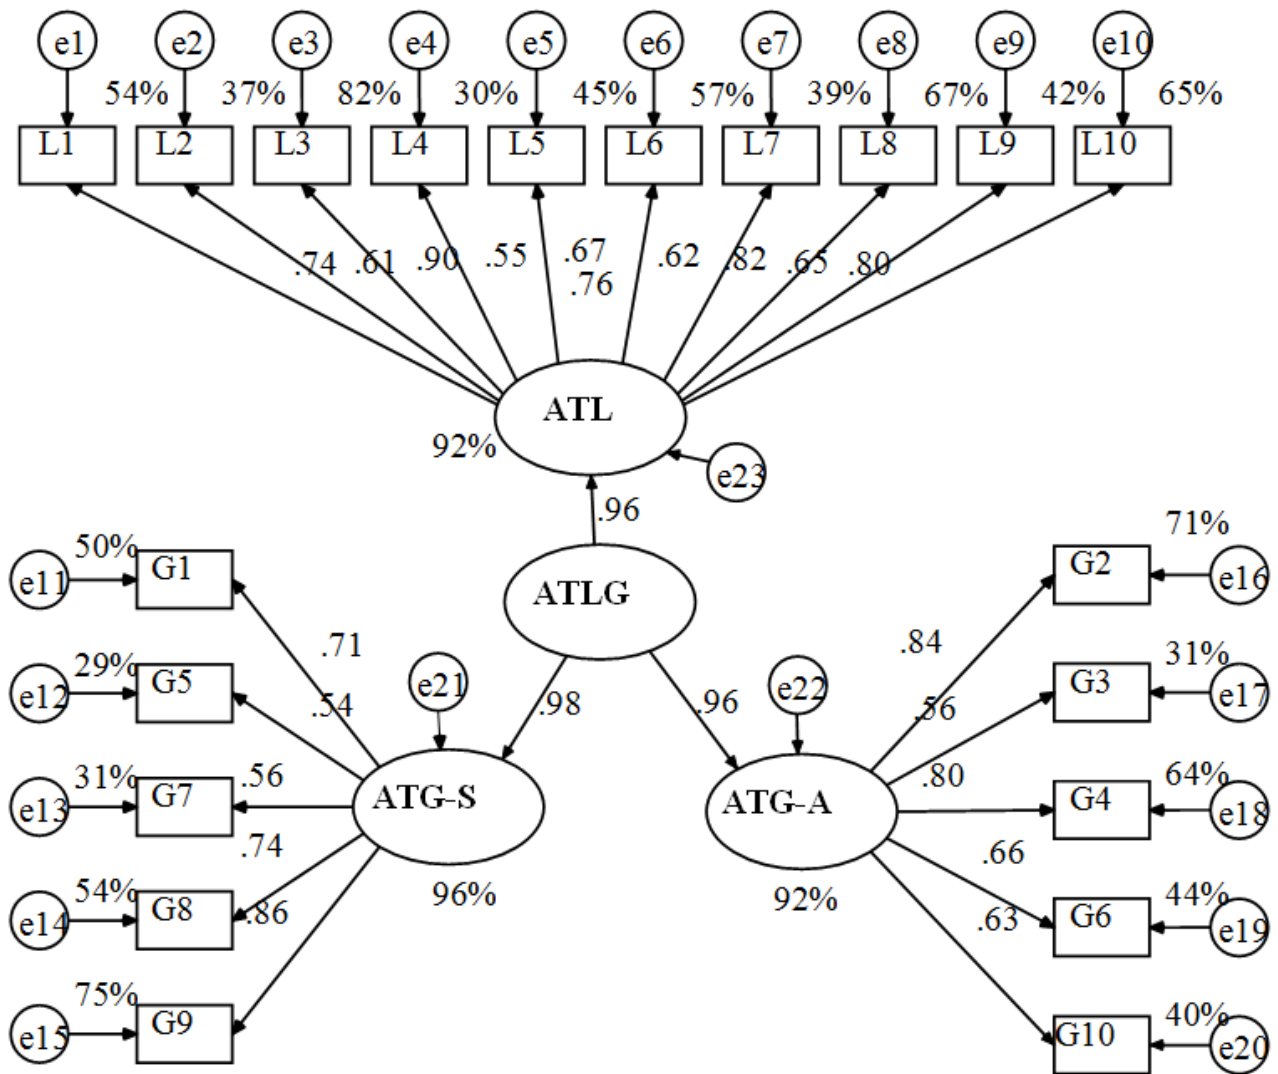 e1 e2 e3 e4 e5 e6 e7 e8 e9 e10
54% 37% 82% 30% 45% 57% 39% 67% 42% 65%
L1 L2 L3 L4 L5 L6 L7 L8 L9 L10
.74 .61 .90 .55 .67 .62 .82 .65 .80
.76
ATL
92%
e23
.96
50%
e11
G1
29%
e12
G5
31%
e13
G7
54%
e14
G8
75%
e15
G9
.71
.54
.56
.74
.86
ATLG
e21
.98
ATG-S
96%
.96
e22
ATG-A
92%
.84
.56
.80
.66
.63
71%
G2
e16
31%
G3
e17
64%
G4
e18
44%
G6
e19
40%
G10
e20